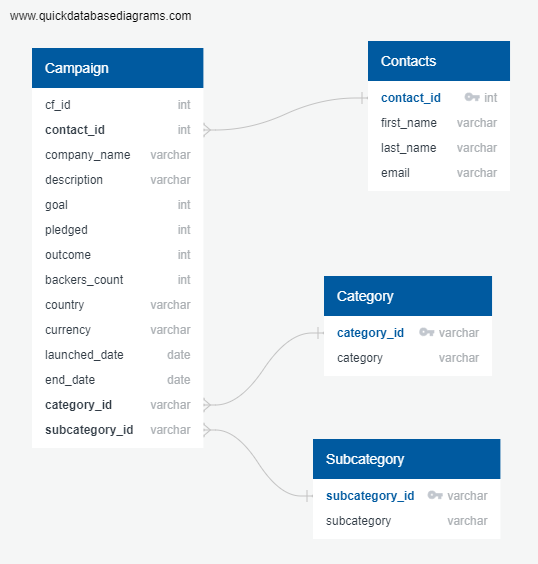 www.quickdatabasediagrams.com
Campaign
cf_id int
contact_id int
company_name varchar
description varchar
goal int
pledged int
outcome int
backers_count int
country varchar
currency varchar
launched_date date
end_date date
category_id varchar
subcategory_id varchar
Contacts
contact_id int
first_name varchar
last_name varchar
email varchar
Category
category_id varchar
category varchar
Subcategory
subcategory_id varchar
subcategory varchar